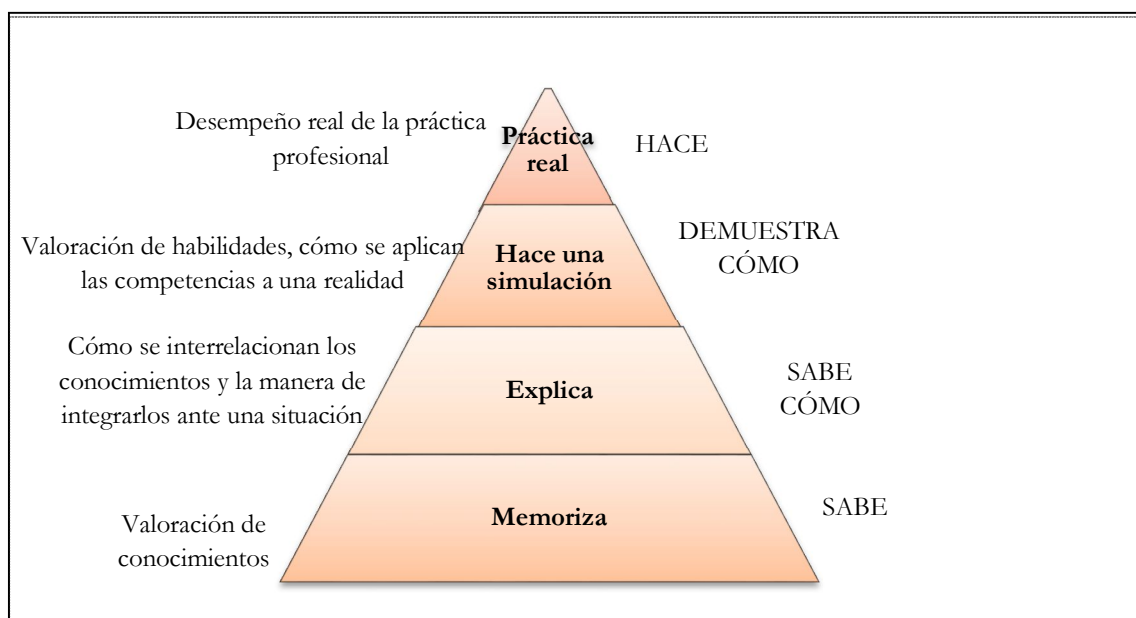 Desempeño real de la práctica
profesional
Práctica
real
HACE
Valoración de habilidades, cómo se aplican
las competencias a una realidad
Hace una
simulación
DEMUESTRA
CÓMO
Cómo se interrelacionan los
conocimientos y la manera de
integrarlos ante una situación
Explica
SABE
CÓMO
Valoración de
conocimientos
Memoriza
SABE